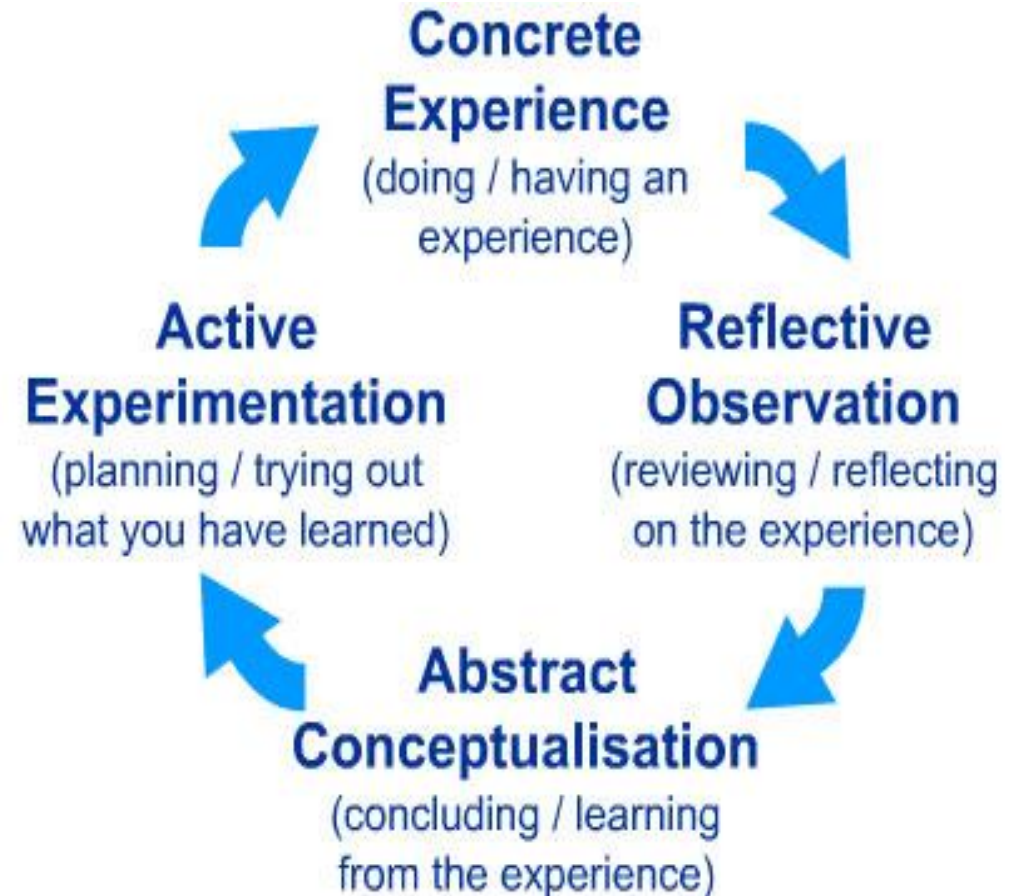 Concrete
Experience
(doing / having an
experience)
Reflective
Observation
(reviewing / reflecting
on the experience)
Abstract
Conceptualisation
(concluding / learning
from the experience)
Active
Experimentation
(planning / trying out
what you have learned)